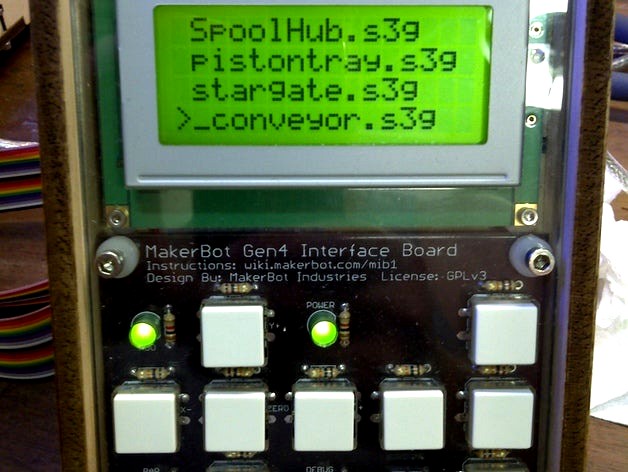 SpoolHub.s3g
pistontray.s3g
stargate.s3g
>_conveyor.s3g
MakerBot Gen4 Interface Board
Instructions: wiki.makerbot.com/mib1
Design By: MakerBot Industries License: GPLv3
POWER
Y+
X- ZERO
DEBUG